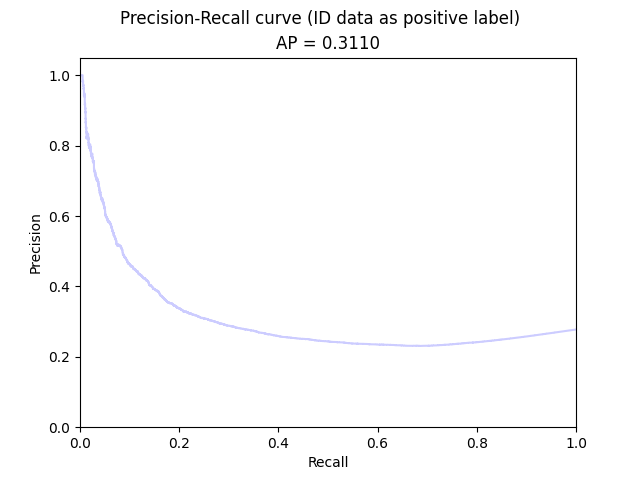 Precision-Recall curve (ID data as positive label)
AP = 0.3110
1.0
0.8
0.6
0.4
0.2
0.0
Precision
0.0 0.2 0.4 0.6 0.8 1.0
Recall